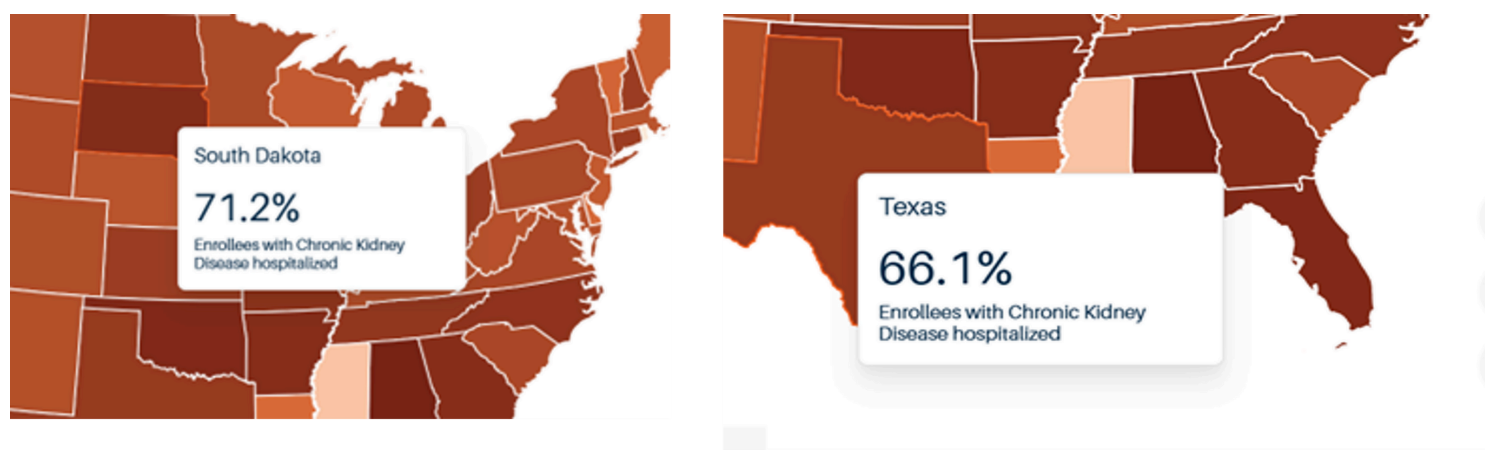 South Dakota
71.2%
Enrollees with Chronic Kidney
Disease hospitalized
Texas
66.1%
Enrollees with Chronic Kidney
Disease hospitalized